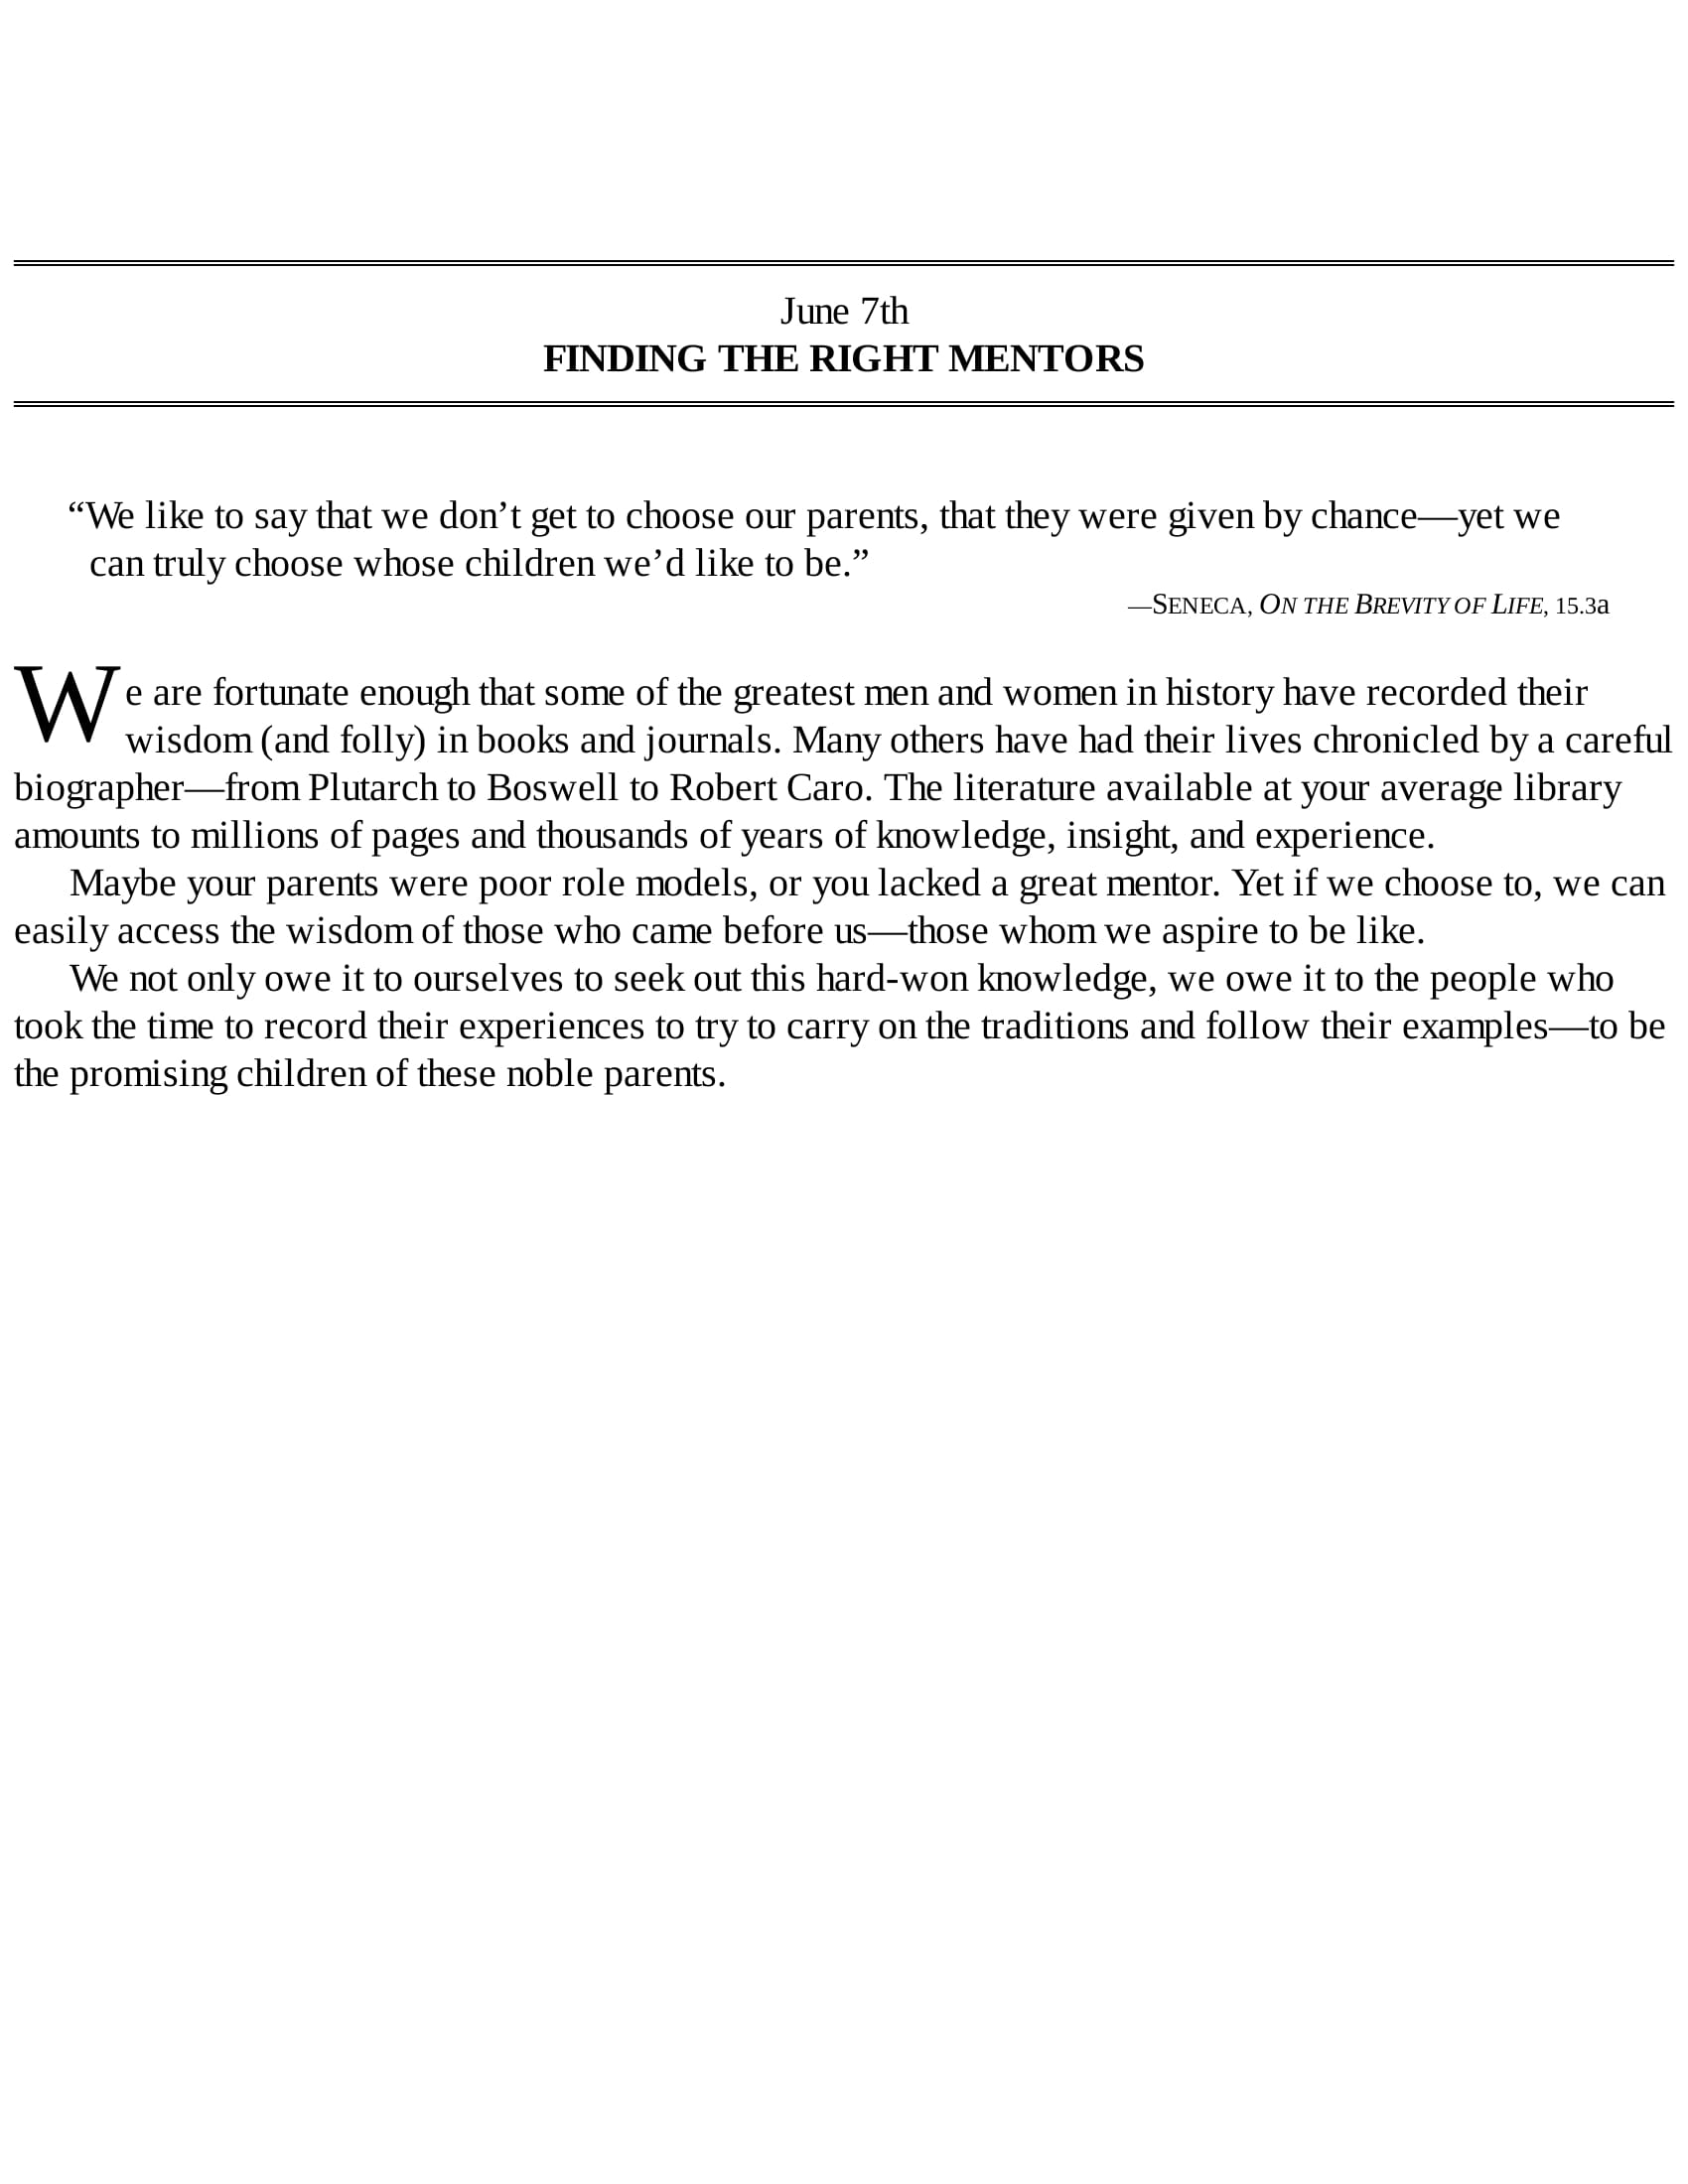 June 7th
FINDING THE RIGHT MENTORS
“We like to say that we don’t get to choose our parents, that they were given by chance—yet we
can truly choose whose children we’d like to be.”
—SENECA, ON THE BREVITY OF LIFE, 15.3a
We are fortunate enough that some of the greatest men and women in history have recorded their
wisdom (and folly) in books and journals. Many others have had their lives chronicled by a careful
biographer—from Plutarch to Boswell to Robert Caro. The literature available at your average library
amounts to millions of pages and thousands of years of knowledge, insight, and experience.
Maybe your parents were poor role models, or you lacked a great mentor. Yet if we choose to, we can
easily access the wisdom of those who came before us—those whom we aspire to be like.
We not only owe it to ourselves to seek out this hard-won knowledge, we owe it to the people who
took the time to record their experiences to try to carry on the traditions and follow their examples—to be
the promising children of these noble parents.